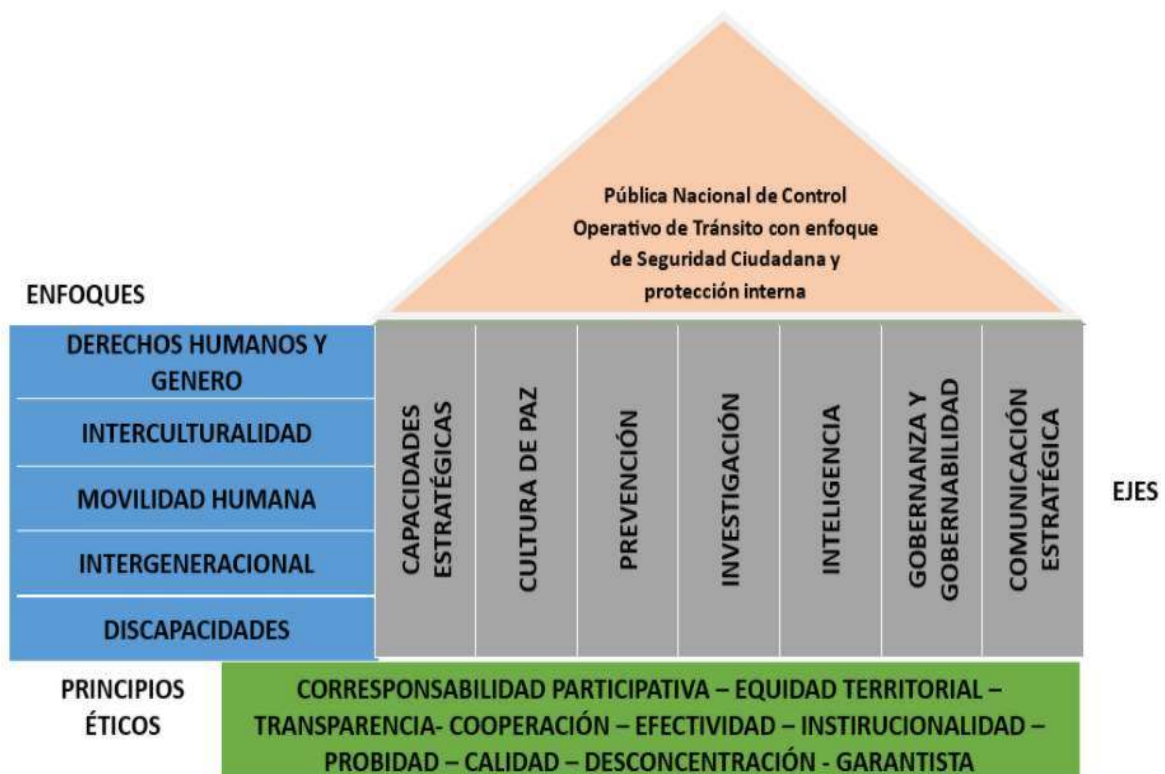 Pública Nacional de Control
Operativo de Tránsito con enfoque
de Seguridad Ciudadana y
protección interna
ENFOQUES
DERECHOS HUMANOS Y
GENERO
INTERCULTURALIDAD
MOVILIDAD HUMANA
INTERGENERACIONAL
DISCAPACIDADES
CAPACIDADES
ESTRATÉGICAS
CULTURA DE PAZ
PREVENCIÓN
INVESTIGACIÓN
INTELIGENCIA
GOBERNANZA Y
GOBERNABILIDAD
COMUNICACIÓN
ESTRATÉGICA
EJES
PRINCIPIOS
ÉTICOS
CORRESPONSABILIDAD PARTICIPATIVA – EQUIDAD TERRITORIAL –
TRANSPARENCIA- COOPERACIÓN – EFECTIVIDAD – INSTIRUCIONALIDAD –
PROBIDAD – CALIDAD – DESCONCENTRACIÓN - GARANTISTA